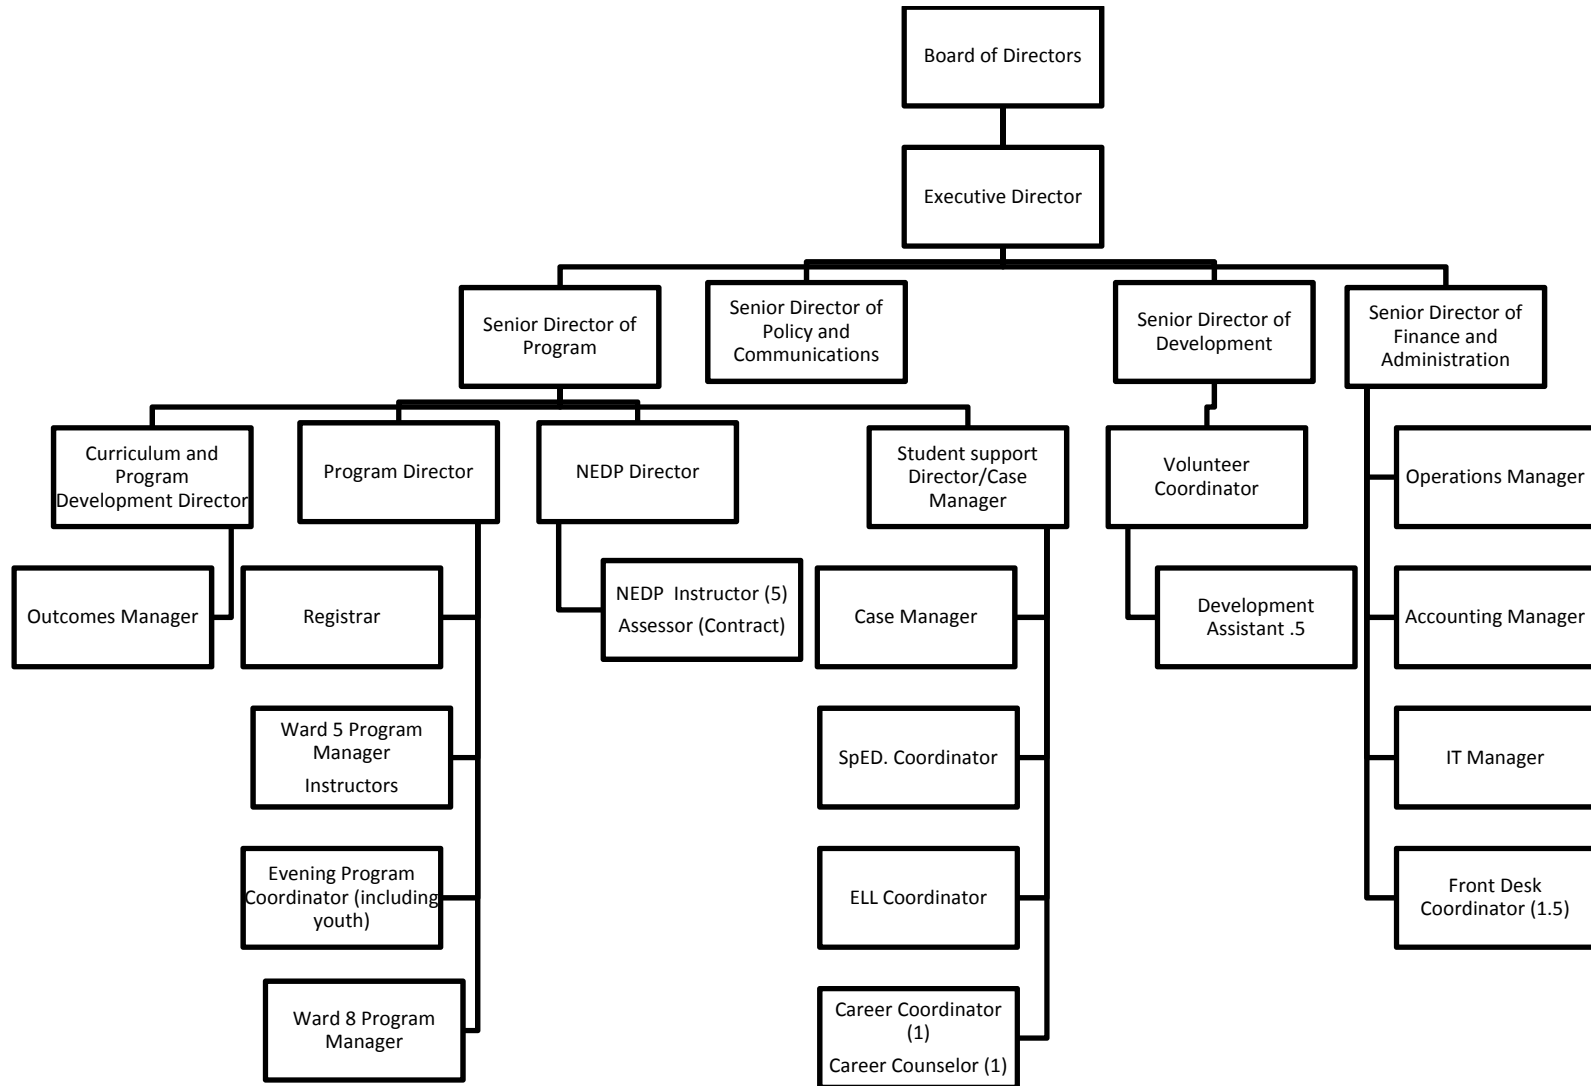 Board of Directors
Executive Director
Senior Director of
Program
Senior Director of
Policy and
Communications
Senior Director of
Development
Senior Director of
Finance and
Administration
Curriculum and
Program
Development Director
Program Director
NEDP Director
Student support
Director/Case
Manager
Volunteer
Coordinator
Operations Manager
Outcomes Manager
Registrar
NEDP  Instructor (5)
Assessor (Contract)
Case Manager
Development
Assistant .5
Accounting Manager
Ward 5 Program
Manager
Instructors
SpED. Coordinator
IT Manager
Evening Program
Coordinator (including
youth)
ELL Coordinator
Front Desk
Coordinator (1.5)
Ward 8 Program
Manager
Career Coordinator
(1)
Career Counselor (1)